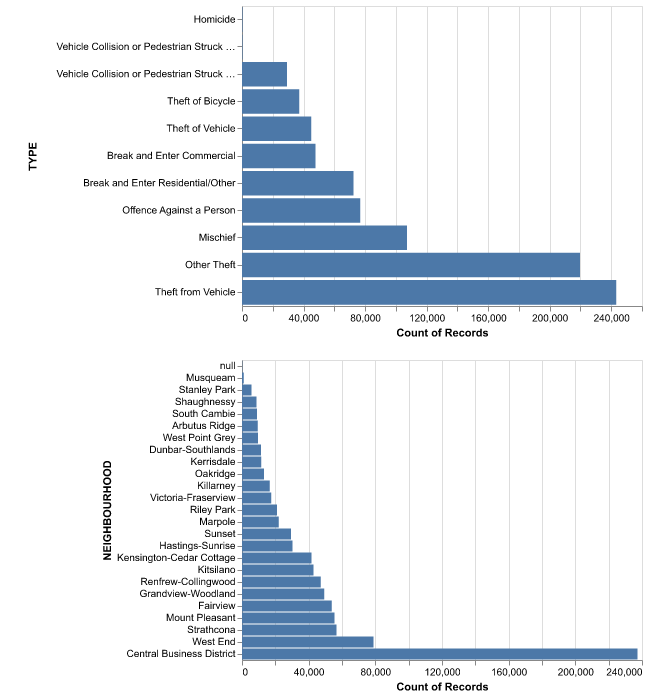 TYPE
Homicide
Vehicle Collision or Pedestrian Struck …
Vehicle Collision or Pedestrian Struck …
Theft of Bicycle
Theft of Vehicle
Break and Enter Commercial
Break and Enter Residential/Other
Offence Against a Person
Mischief
Other Theft
Theft from Vehicle
0 40,000 80,000 120,000 160,000 200,000 240,000
Count of Records
NEIGHBOURHOOD
null
Musqueam
Stanley Park
Shaughnessy
South Cambie
Arbutus Ridge
West Point Grey
Dunbar-Southlands
Kerrisdale
Oakridge
Killarney
Victoria-Fraserview
Riley Park
Marpole
Sunset
Hastings-Sunrise
Kensington-Cedar Cottage
Kitsilano
Renfrew-Collingwood
Grandview-Woodland
Fairview
Mount Pleasant
Strathcona
West End
Central Business District
0 40,000 80,000 120,000 160,000 200,000 240,000
Count of Records